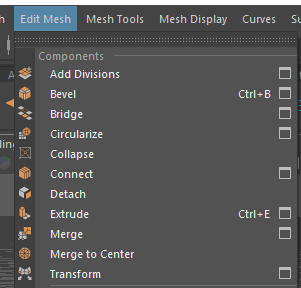 Edit Mesh Mesh Tools Mesh Display Curves
Components
Add Divisions
Bevel Ctrl+B
Bridge
Circularize
Collapse
Connect
Detach
Extrude Ctrl+E
Merge
Merge to Center
Transform